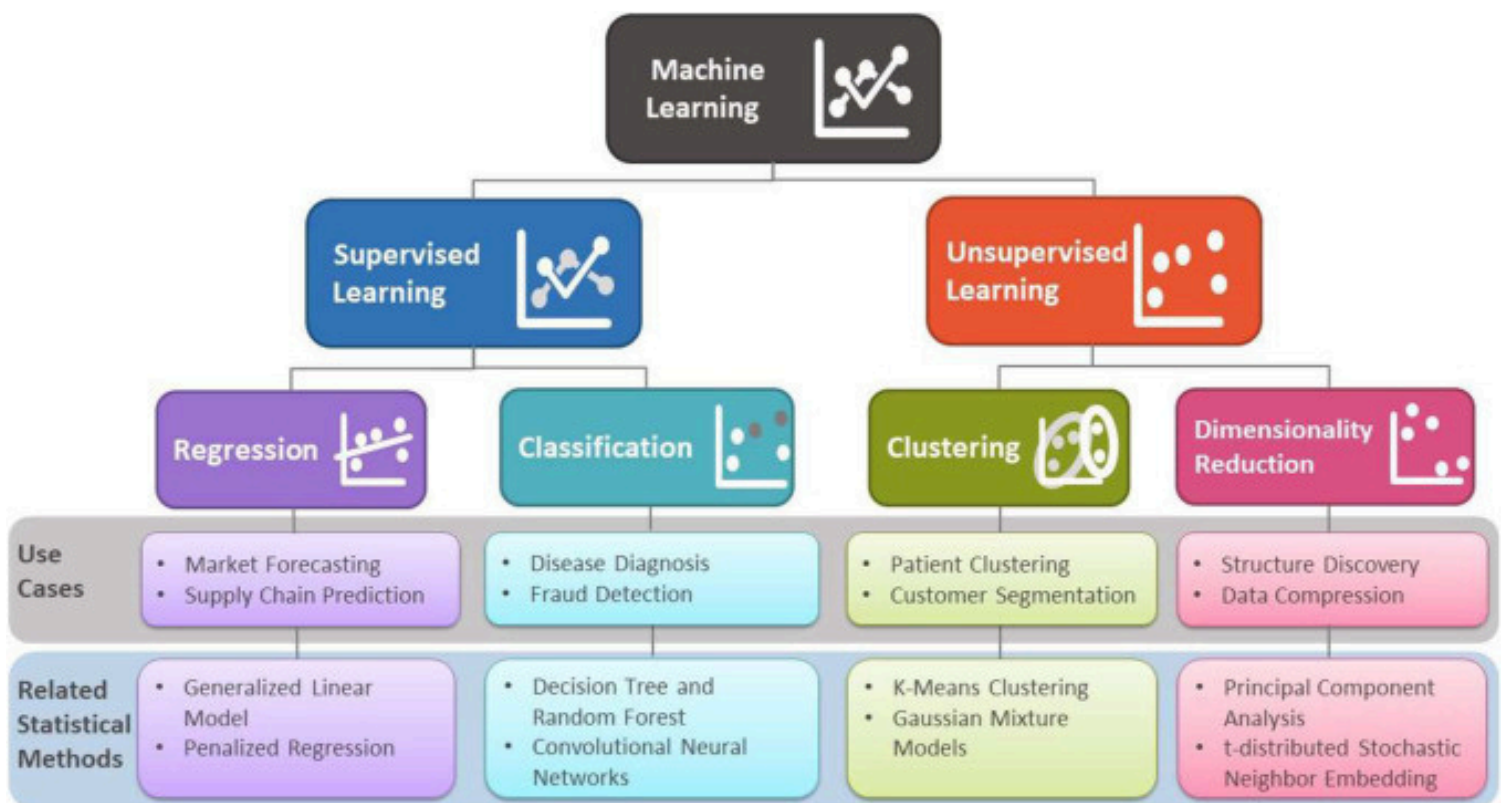 Machine
Learning
Supervised
Learning
Unsupervised
Learning
Regression
Classification
Clustering
Dimensionality
Reduction
Use
Cases
• Market Forecasting
• Supply Chain Prediction
• Disease Diagnosis
• Fraud Detection
• Patient Clustering
• Customer Segmentation
• Structure Discovery
• Data Compression
Related
Statistical
Methods
• Generalized Linear
Model
• Penalized Regression
• Decision Tree and
Random Forest
• Convolutional Neural
Networks
• K-Means Clustering
• Gaussian Mixture
Models
• Principal Component
Analysis
• t-distributed Stochastic
Neighbor Embedding